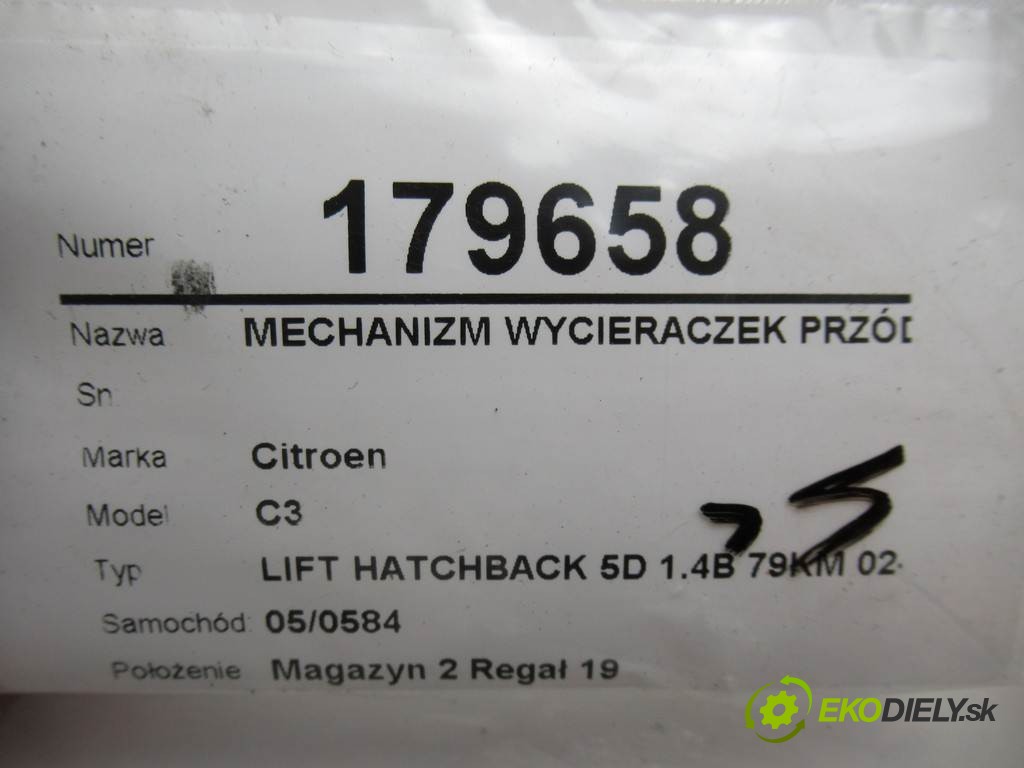 Numer 179658
Nazwa MECHANIZM WYCIERACZEK PRZÓD
Sn
Marka Citroen
Model C3
Typ LIFT HATCHBACK 5D 1.4B 79KM 02-
Samochód: 05/0584
Położenie Magazyn 2 Regał 19
EKODIELY.sk